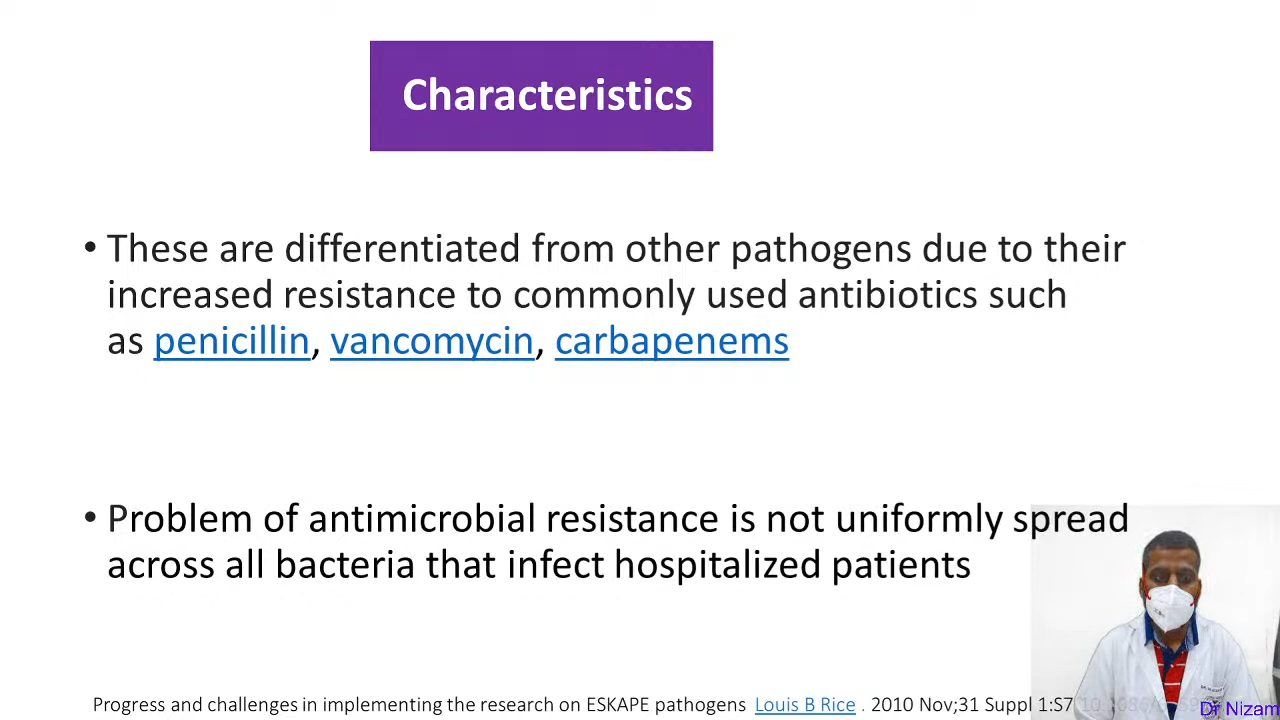 Characteristics
• These are differentiated from other pathogens due to their
increased resistance to commonly used antibiotics such
as penicillin, vancomycin, carbapenems
• Problem of antimicrobial resistance is not uniformly spread
across all bacteria that infect hospitalized patients
Progress and challenges in implementing the research on ESKAPE pathogens Louis B Rice . 2010 Nov;31 Suppl 1:S7
Dr Nizam